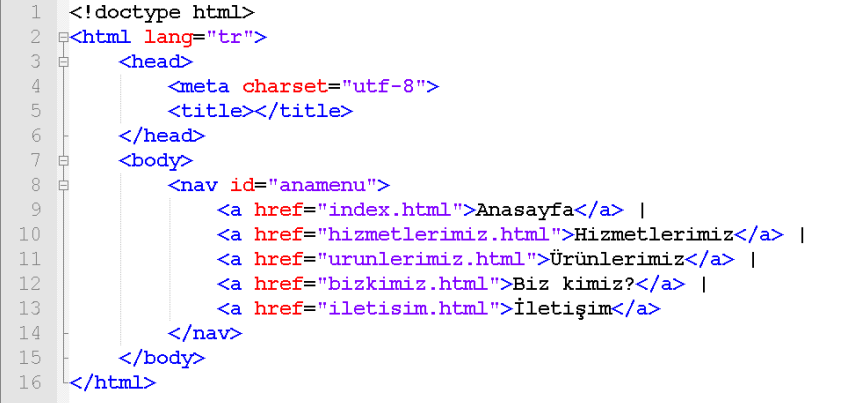 1 <!doctype html>
2 <html lang="tr">
3 <head>
4 <meta charset="utf-8">
5 <title></title>
6 </head>
7 <body>
8 <nav id="anamenu">
9 <a href="index.html">Anasayfa</a> |
10 <a href="hizmetlerimiz.html">Hizmetlerimiz</a> |
11 <a href="urunlerimiz.html">Ürünlerimiz</a> |
12 <a href="bizkimiz.html">Biz kimiz?</a> |
13 <a href="iletisim.html">İletişim</a>
14 </nav>
15 </body>
16 </html>